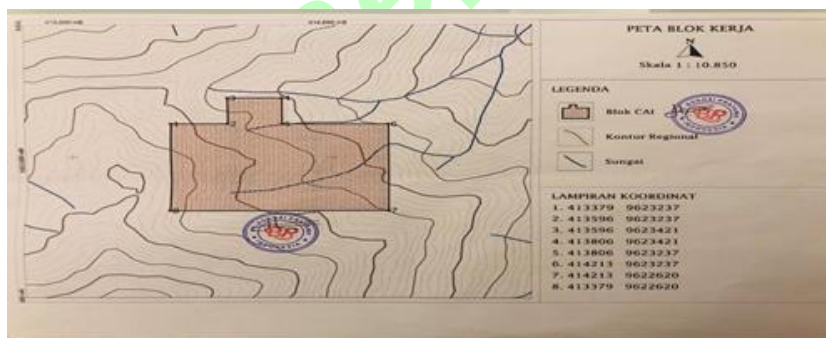 PETA BLOK KERJA
N
Skala 1 : 10.850
LEGENDA
Blok CAI
Kontur Regional
Sungai
LAMPIRAN KOORDINAT
1. 413379 9623237
2. 413596 9623237
3. 413596 9623421
4. 413806 9623421
5. 413806 9623237
6. 414213 9623237
7. 414213 9622620
8. 413379 9622620